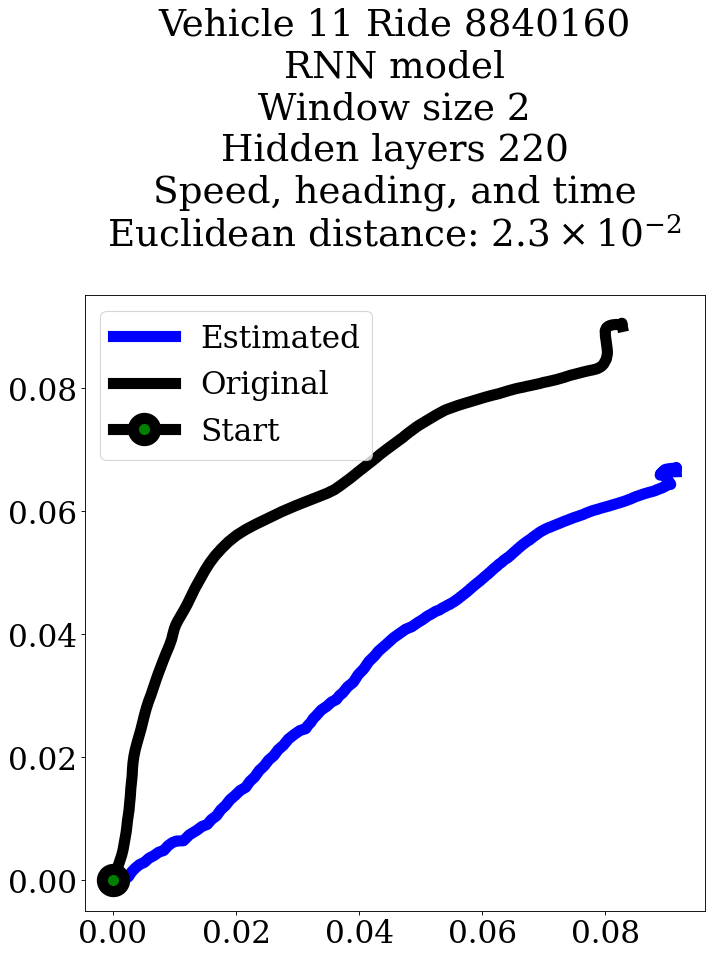 Vehicle 11 Ride 8840160
RNN model
Window size 2
Hidden layers 220
Speed, heading, and time
Euclidean distance: 2.3 × 10⁻²
Estimated
Original
Start
0.08
0.06
0.04
0.02
0.00
0.00 0.02 0.04 0.06 0.08